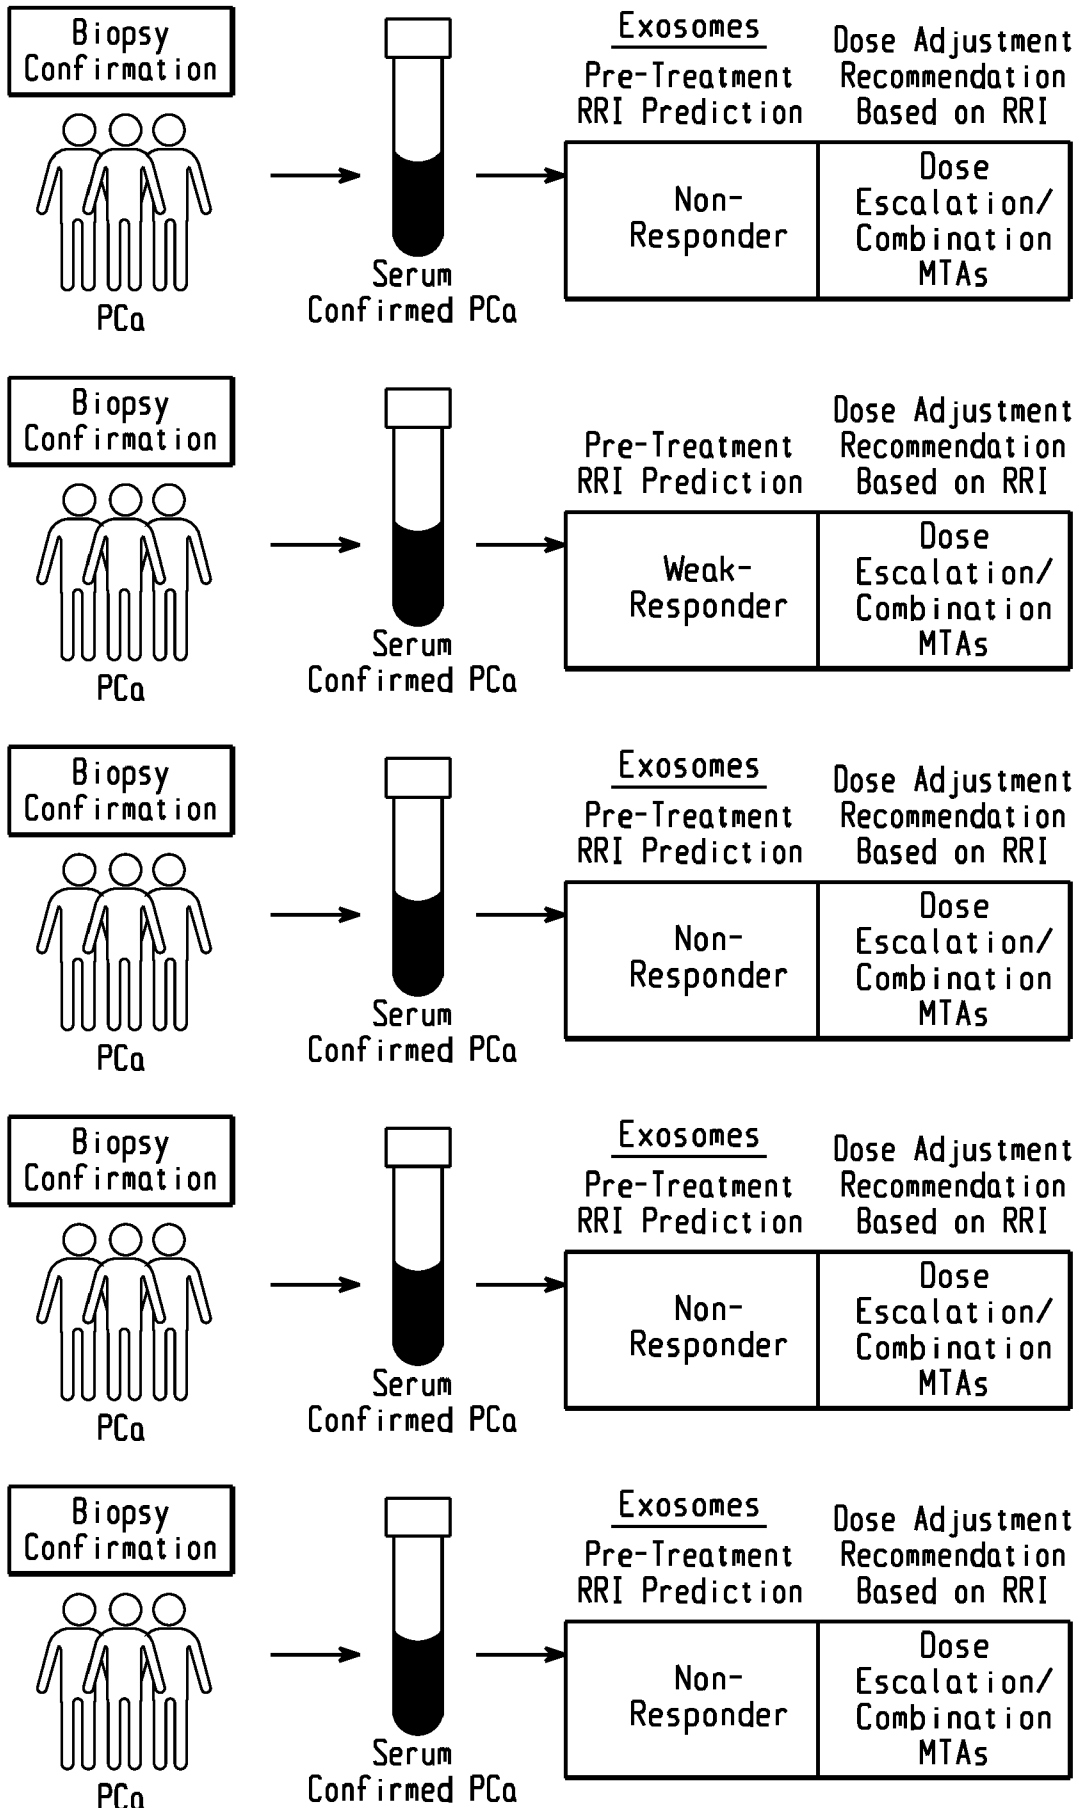 Biopsy
Confirmation
PCa
Serum
Confirmed PCa
Exosomes
Pre-Treatment
RRI Prediction
Dose Adjustment
Recommendation
Based on RRI
Non-
Responder
Dose
Escalation/
Combination
MTAs
Biopsy
Confirmation
PCa
Serum
Confirmed PCa
Pre-Treatment
RRI Prediction
Dose Adjustment
Recommendation
Based on RRI
Weak-
Responder
Dose
Escalation/
Combination
MTAs
Biopsy
Confirmation
PCa
Serum
Confirmed PCa
Exosomes
Pre-Treatment
RRI Prediction
Dose Adjustment
Recommendation
Based on RRI
Non-
Responder
Dose
Escalation/
Combination
MTAs
Biopsy
Confirmation
PCa
Serum
Confirmed PCa
Exosomes
Pre-Treatment
RRI Prediction
Dose Adjustment
Recommendation
Based on RRI
Non-
Responder
Dose
Escalation/
Combination
MTAs
Biopsy
Confirmation
PCa
Serum
Confirmed PCa
Exosomes
Pre-Treatment
RRI Prediction
Dose Adjustment
Recommendation
Based on RRI
Non-
Responder
Dose
Escalation/
Combination
MTAs